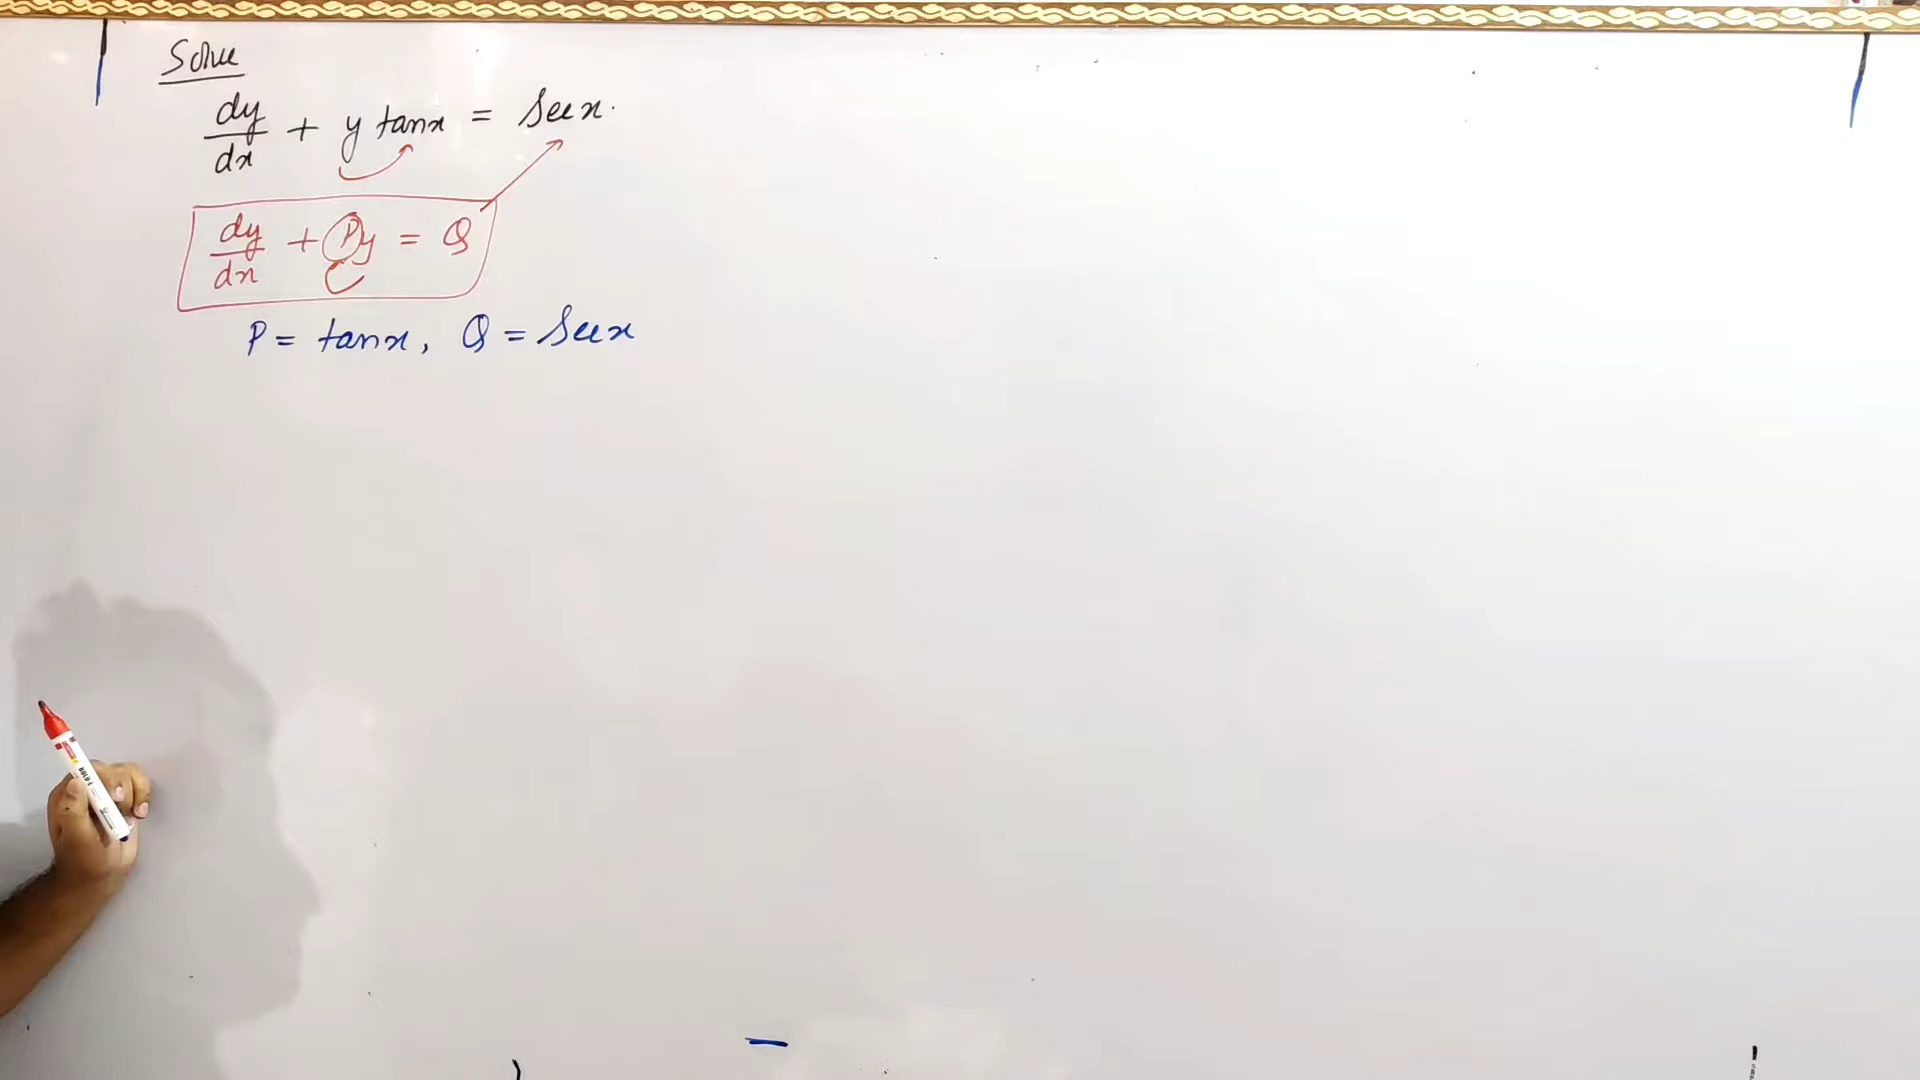 Solve
dy/dx + y tanx = Secx.
dy/dx + Py = Q
P = tanx, Q = Secx